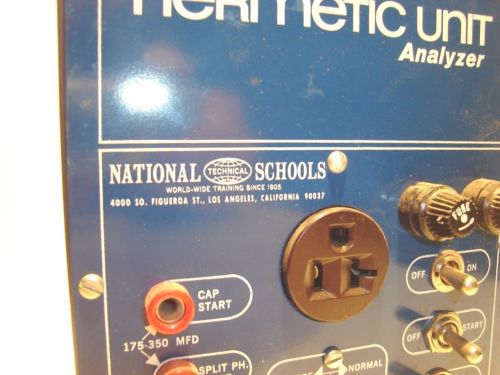 HERMETIC UNIT
Analyzer
NATIONAL TECHNICAL SCHOOLS
WORLD-WIDE TRAINING SINCE 1905
4000 SO. FIGUEROA ST., LOS ANGELES, CALIFORNIA 90037
FUSE
OFF ON
CAP
START
OFF START
175-350 MFD
SPLIT PH.
NORMAL